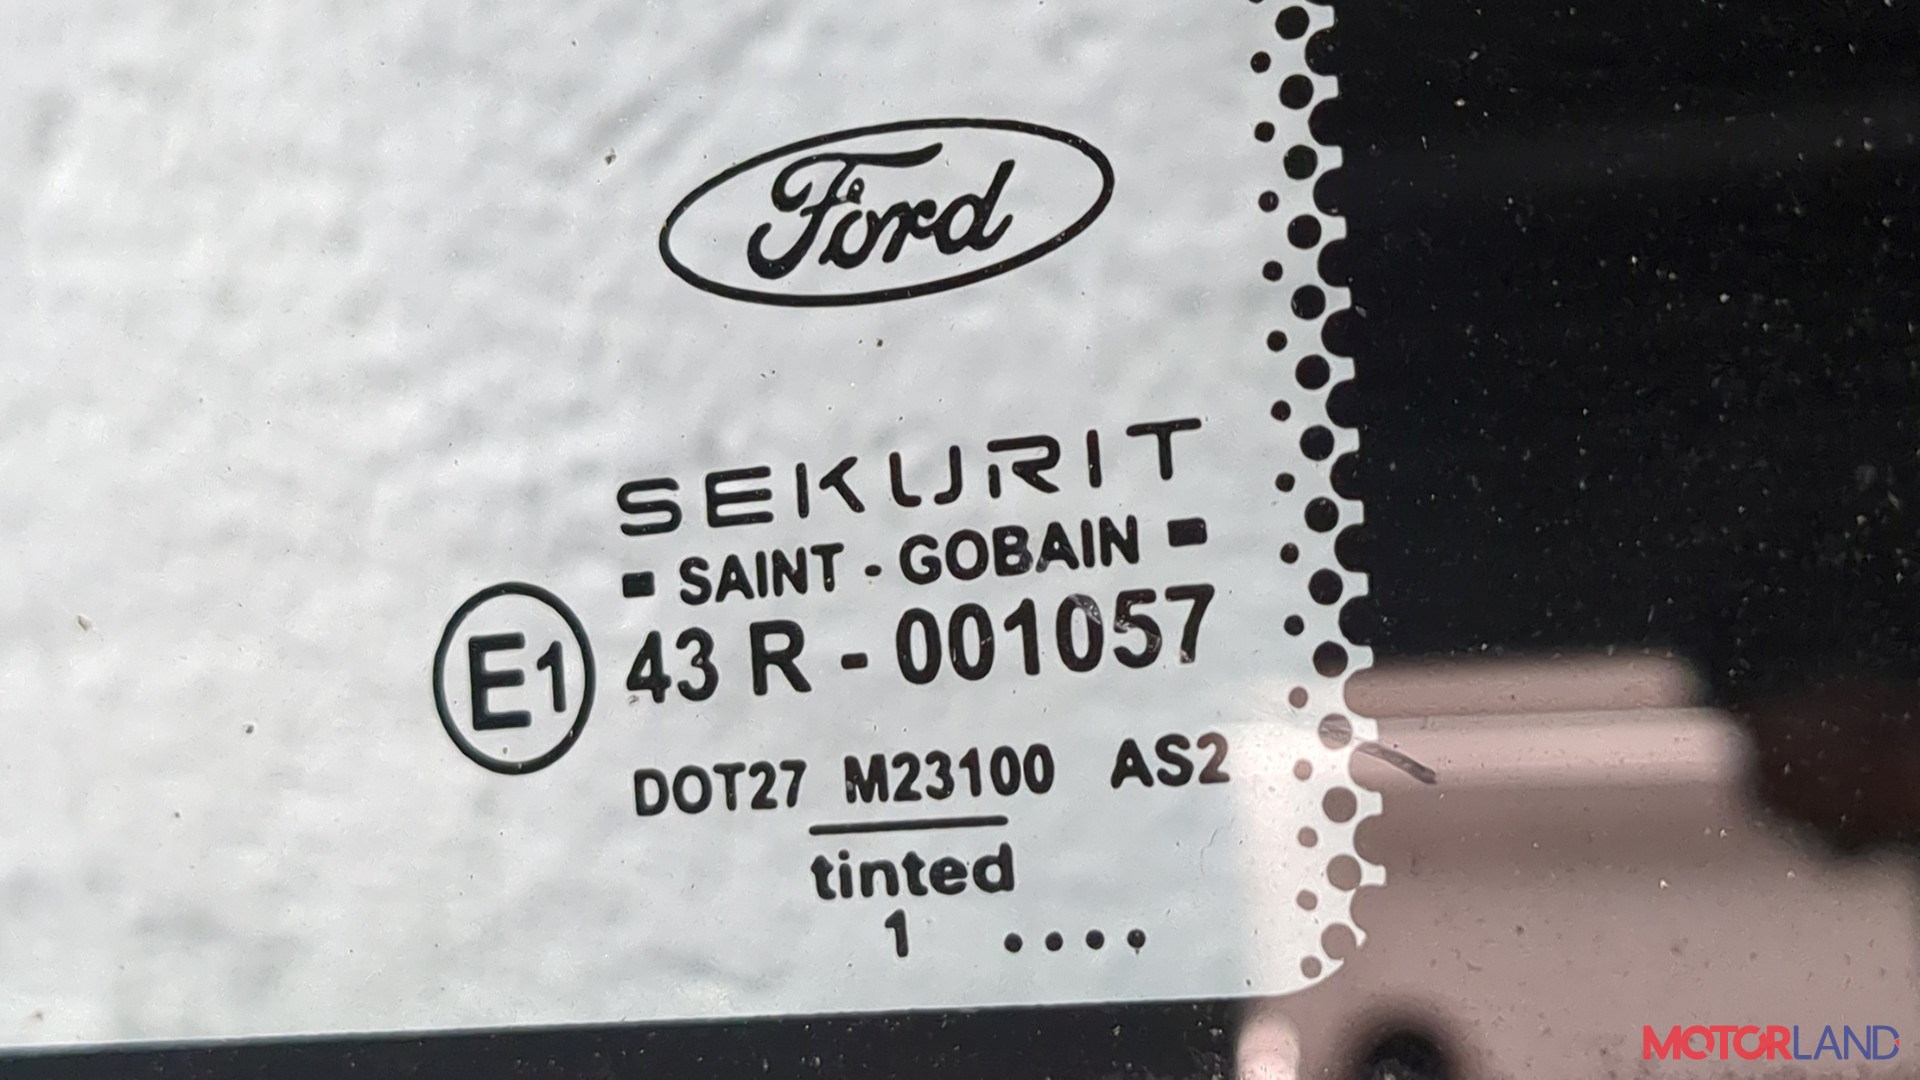 Ford
SEKURIT
SAINT - GOBAIN
E1 43 R - 001057
DOT27 M23100 AS2
tinted
1 ....
MOTORLAND